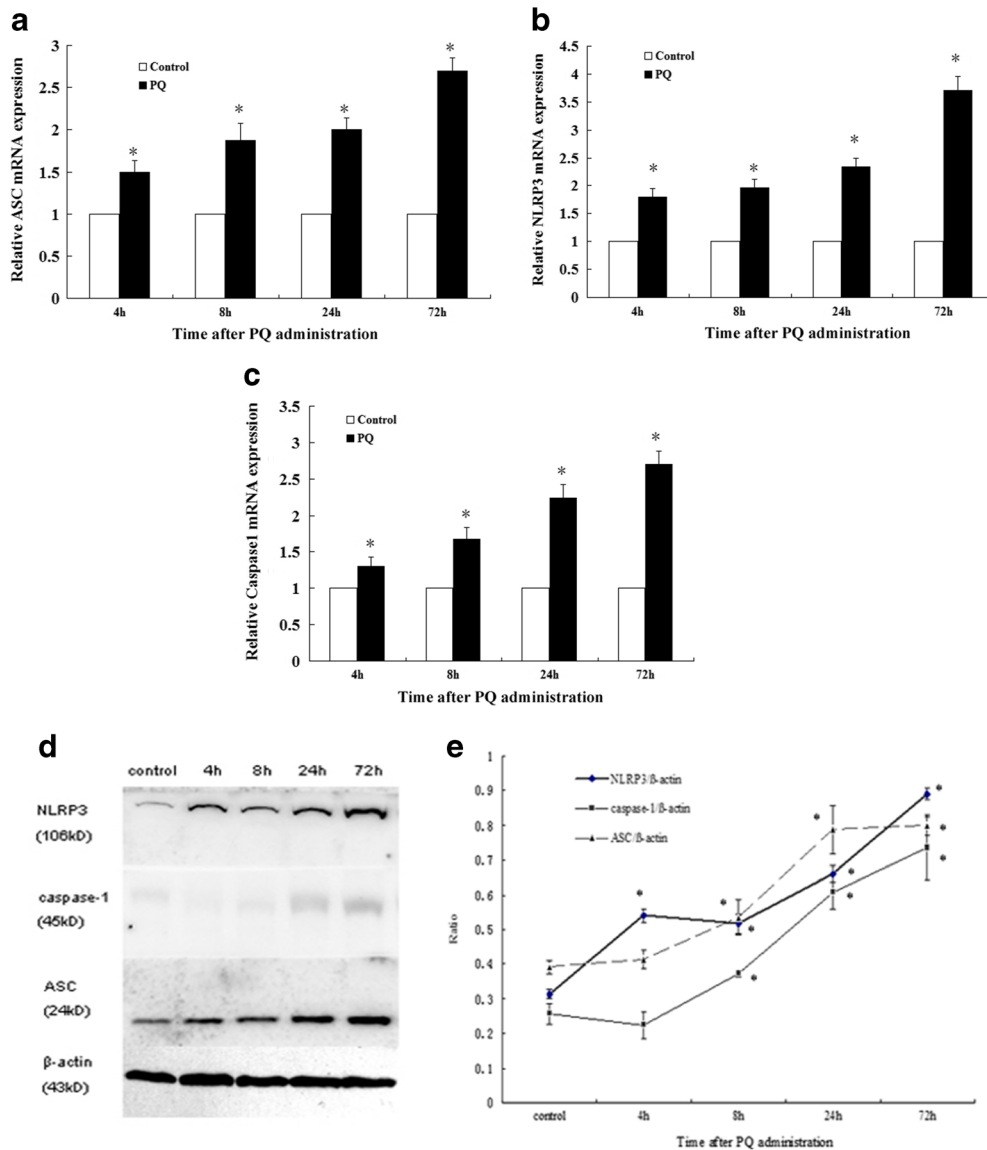 a
Relative ASC mRNA expression
3
2.5
2
1.5
1
0.5
0
Control
PQ
*
*
*
*
4h
8h
24h
72h
Time after PQ administration
b
Relative NLRP3 mRNA expression
4.5
4
3.5
3
2.5
2
1.5
1
0.5
0
Control
PQ
*
*
*
*
4h
8h
24h
72h
Time after PQ administration
c
Relative Caspase1 mRNA expression
3.5
3
2.5
2
1.5
1
0.5
0
Control
PQ
*
*
*
*
4h
8h
24h
72h
Time after PQ administration
d
control 4h 8h 24h 72h
NLRP3
(106kD)
caspase-1
(45kD)
ASC
(24kD)
β-actin
(43kD)
e
Ratio
1
0.9
0.8
0.7
0.6
0.5
0.4
0.3
0.2
0.1
0
NLRP3/β-actin
caspase-1/β-actin
ASC/β-actin
*
*
*
*
*
*
*
*
*
*
control
4h
8h
24h
72h
Time after PQ administration